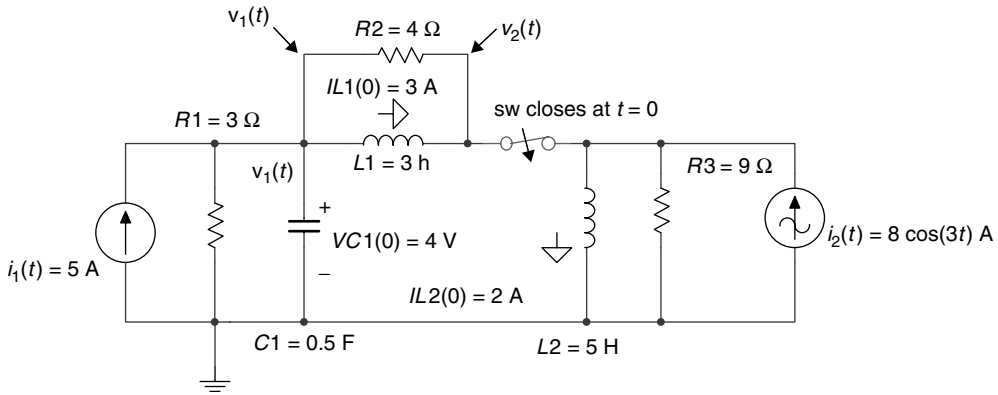 v1(t)
R2 = 4 Ω
v2(t)
IL1(0) = 3 A
sw closes at t = 0
R1 = 3 Ω
L1 = 3 h
v1(t)
R3 = 9 Ω
+
VC1(0) = 4 V
–
i1(t) = 5 A
i2(t) = 8 cos(3t) A
IL2(0) = 2 A
C1 = 0.5 F
L2 = 5 H